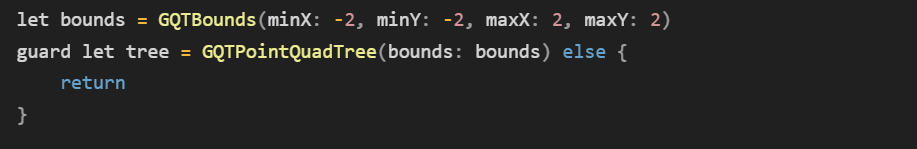 let bounds = GQTBounds(minX: -2, minY: -2, maxX: 2, maxY: 2)
guard let tree = GQTPointQuadTree(bounds: bounds) else {
    return
}